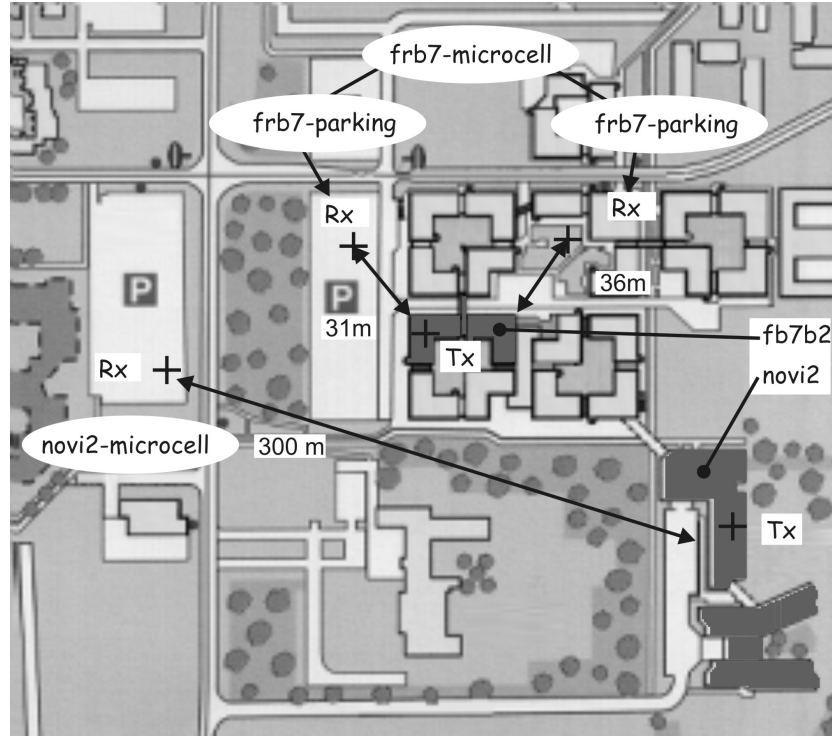 frb7-microcell
frb7-parking
frb7-parking
Rx
Rx
36m
P
P
31m
Tx
fb7b2
novi2
Rx
novi2-microcell
300 m
Tx